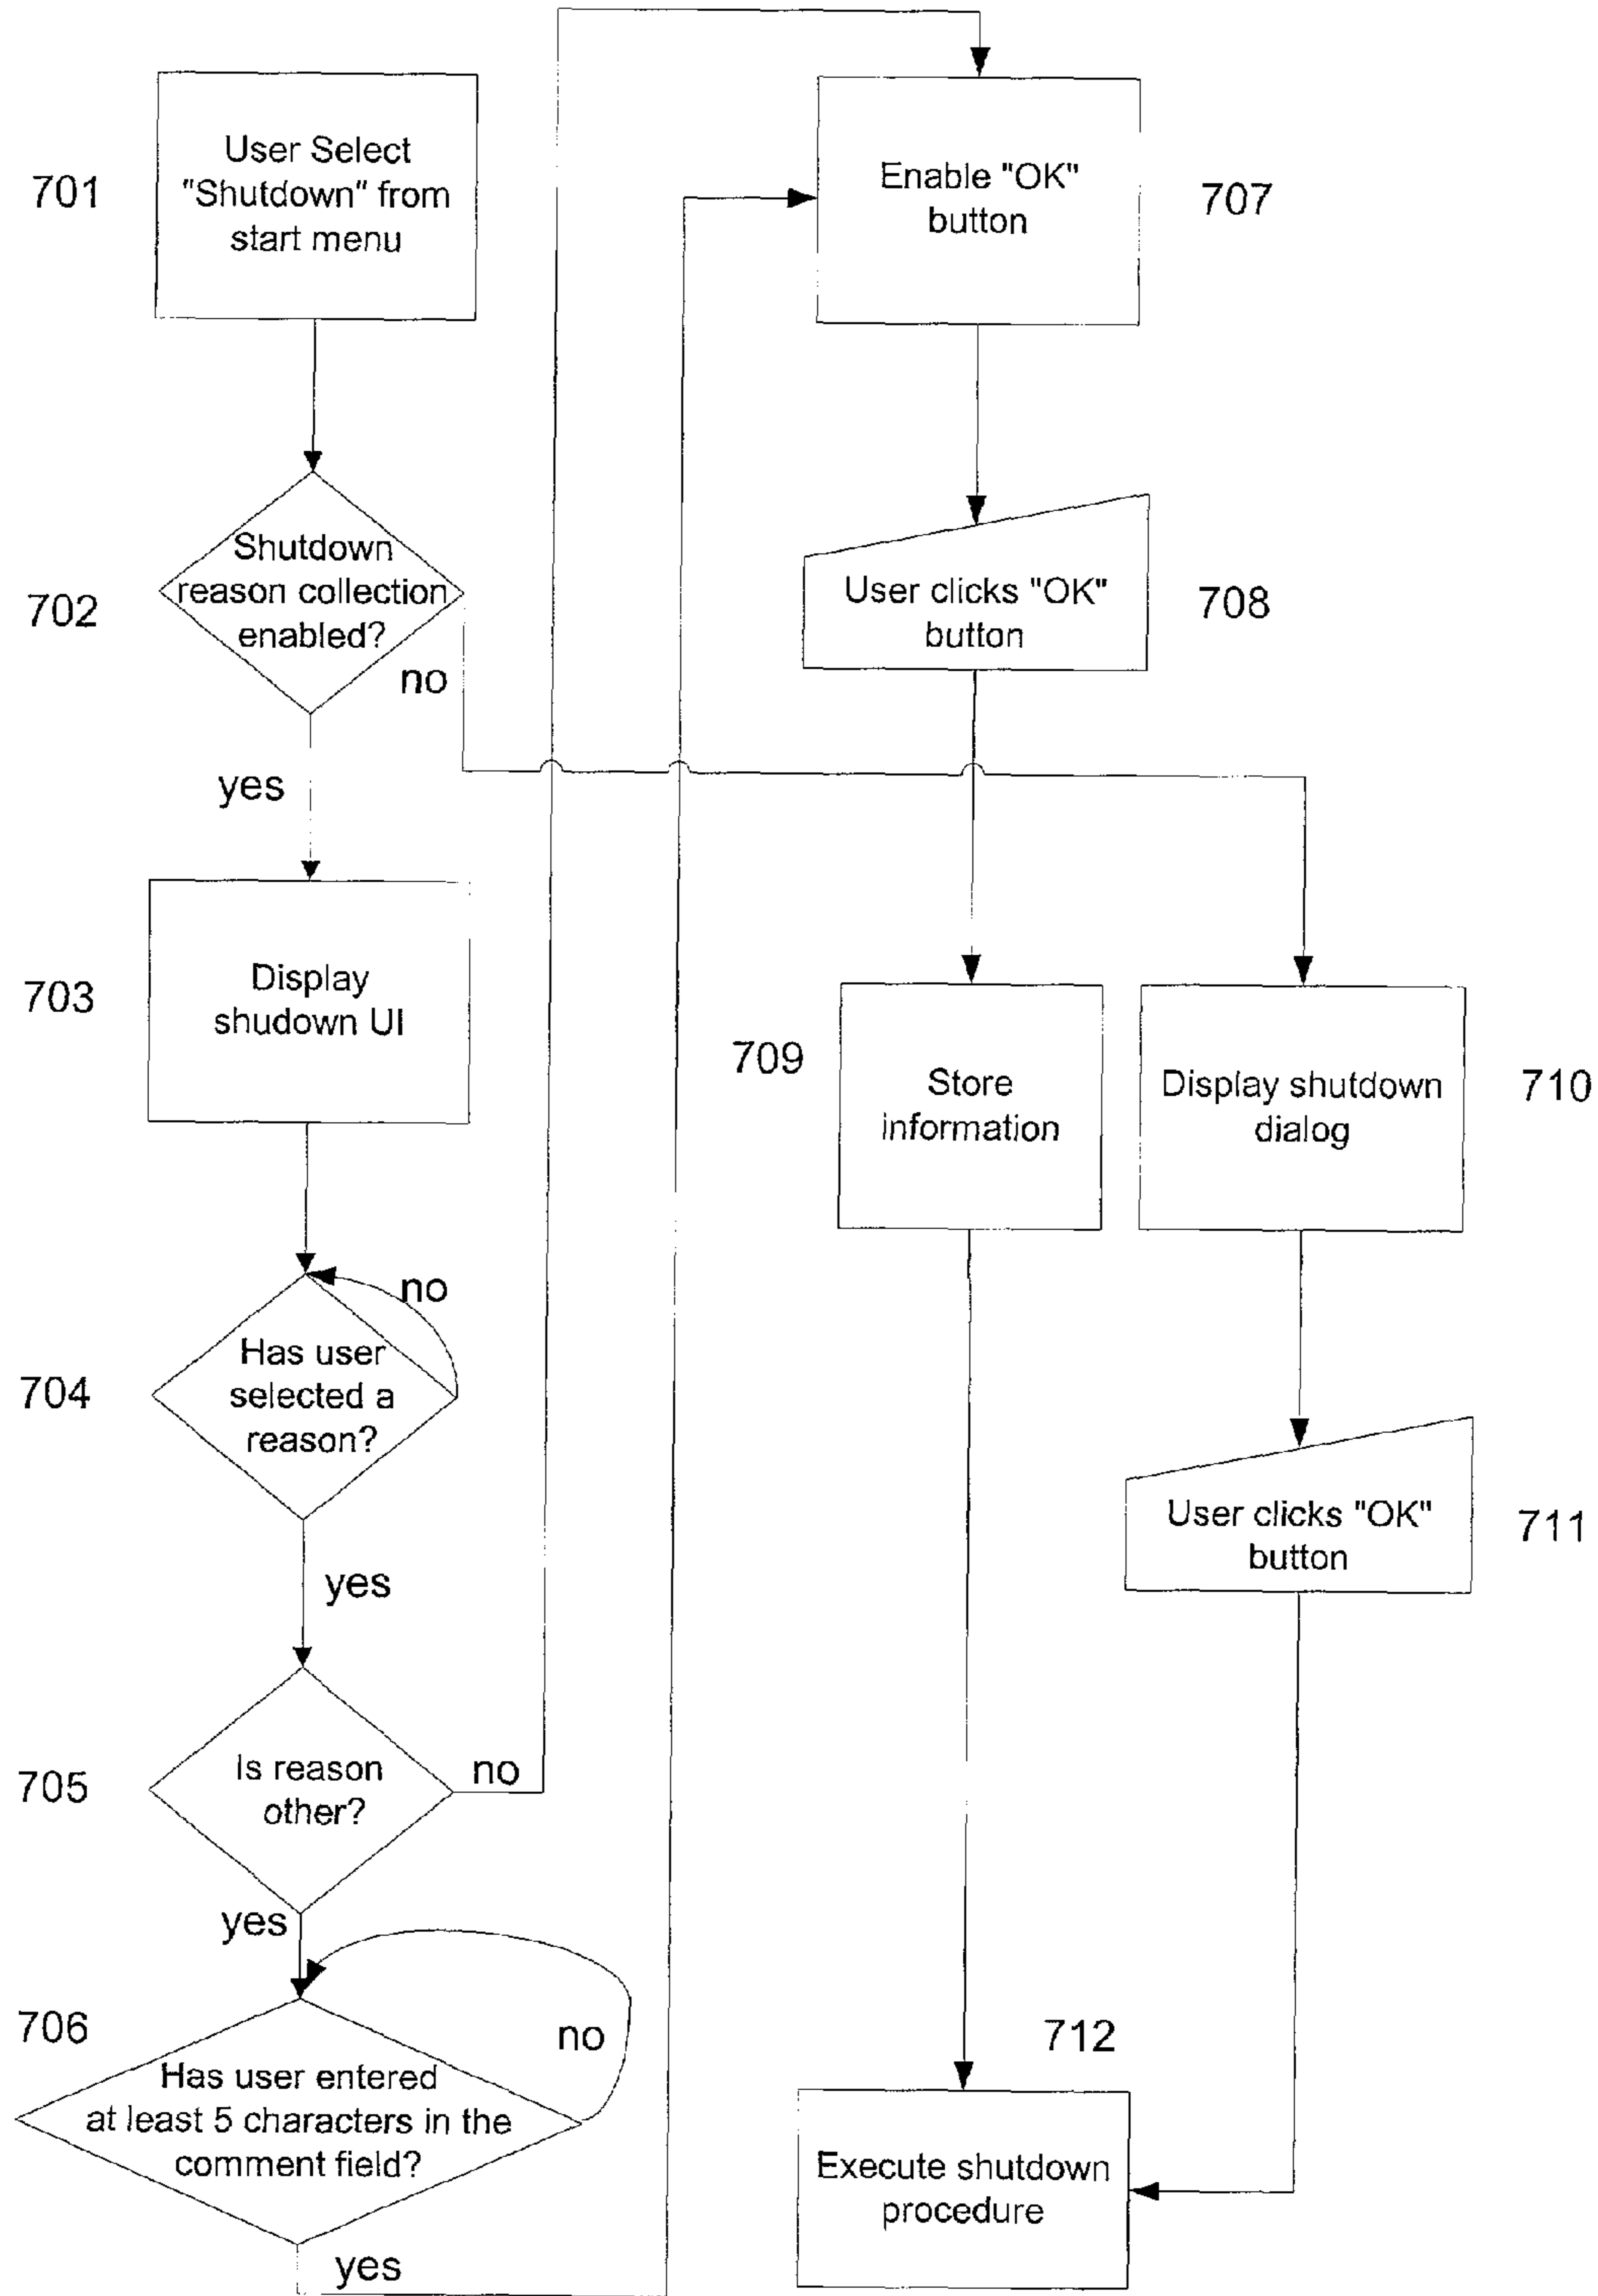 701
User Select
"Shutdown" from
start menu
702
Shutdown
reason collection
enabled?
no
yes
703
Display
shudown UI
704
no
Has user
selected a
reason?
yes
705
Is reason
other?
no
yes
706
no
Has user entered
at least 5 characters in the
comment field?
yes
Enable "OK"
button
707
User clicks "OK"
button
708
709
Store
information
Display shutdown
dialog
710
User clicks "OK"
button
711
712
Execute shutdown
procedure